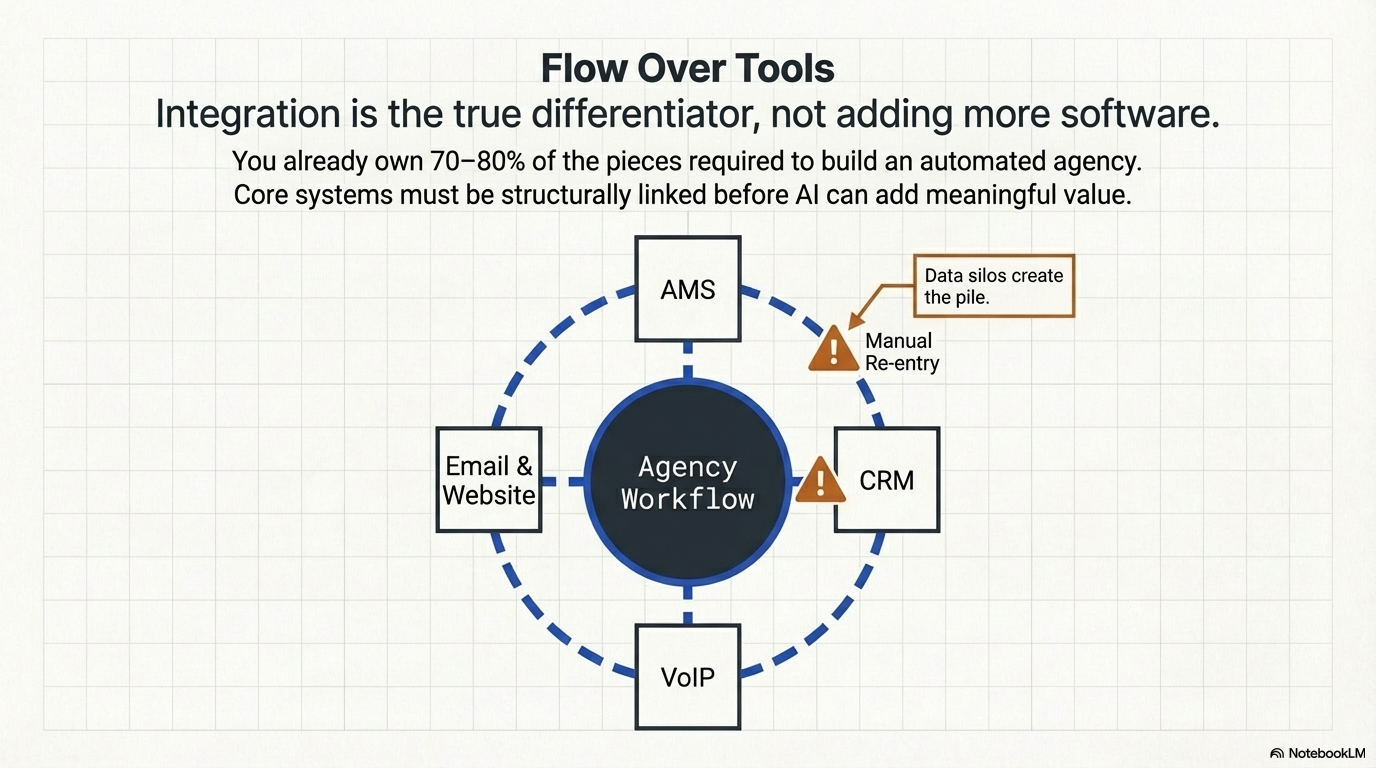 Flow Over Tools
Integration is the true differentiator, not adding more software.
You already own 70–80% of the pieces required to build an automated agency.
Core systems must be structurally linked before AI can add meaningful value.
AMS
Data silos create
the pile.
!
Manual
Re-entry
Email &
Website
Agency
Workflow
!
CRM
VoIP
NotebookLM